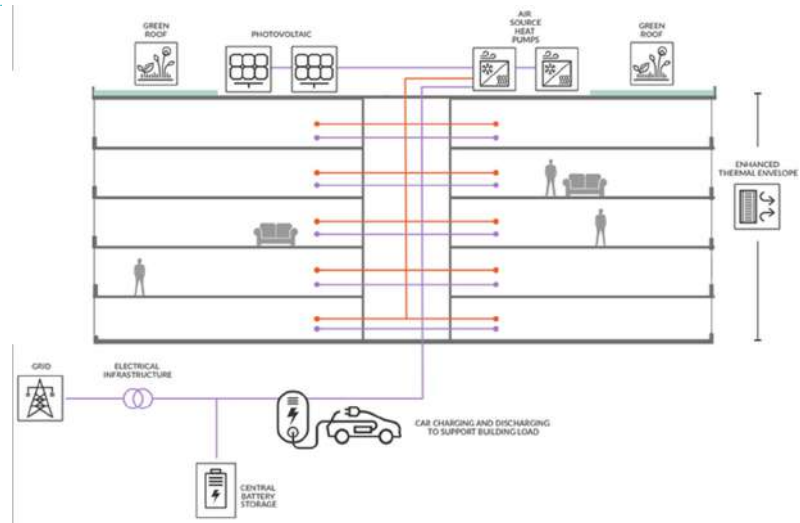 GREEN
ROOF
PHOTOVOLTAIC
AIR
SOURCE
HEAT
PUMPS
GREEN
ROOF
ENHANCED
THERMAL ENVELOPE
GRID
ELECTRICAL
INFRASTRUCTURE
CAR CHARGING AND DISCHARGING
TO SUPPORT BUILDING LOAD
CENTRAL
BATTERY
STORAGE